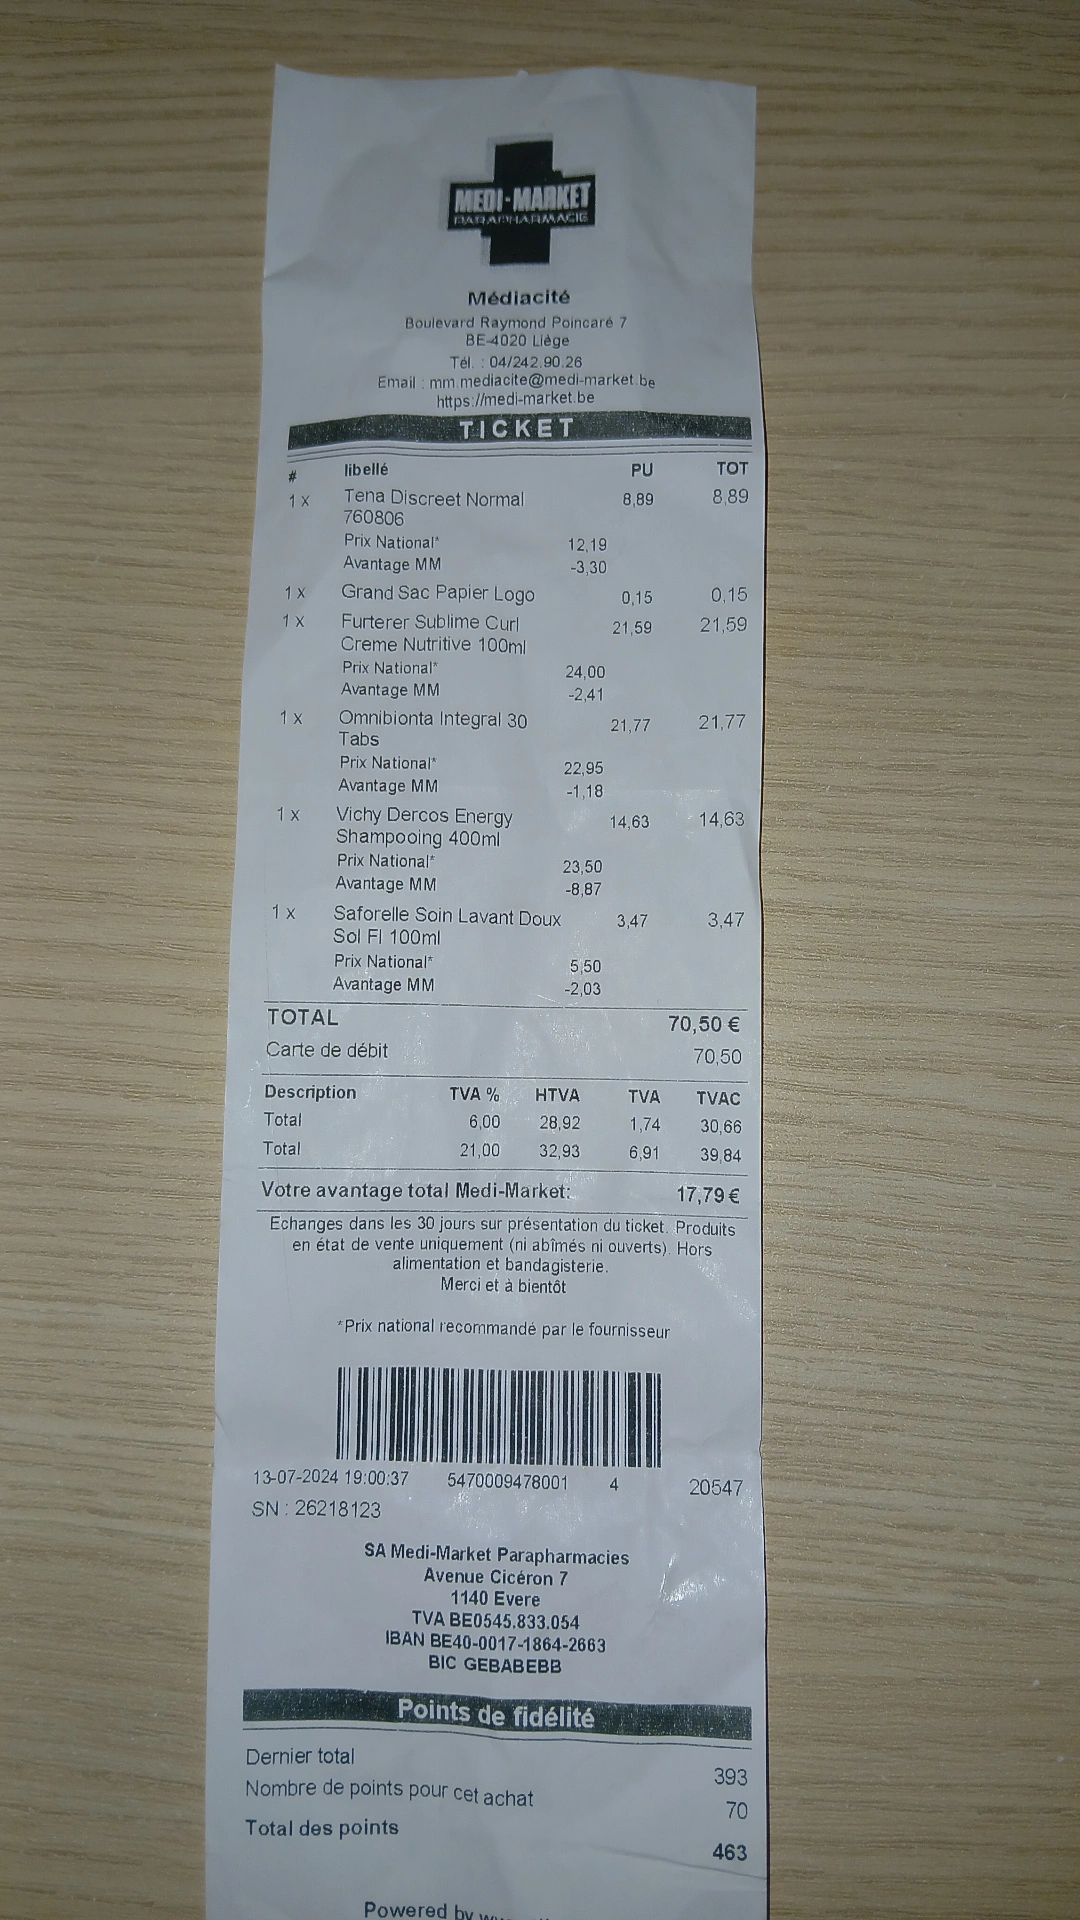 MEDI-MARKET
PARAPHARMACIE
Médiacité
Boulevard Raymond Poincaré 7
BE-4020 Liège
Tél. : 04/242.90.26
Email : mm.mediacite@medi-market.be
https://medi-market.be
TICKET
# libellé PU TOT
1 x Tena Discreet Normal 8,89 8,89
760806
Prix National* 12,19
Avantage MM -3,30
1 x Grand Sac Papier Logo 0,15 0,15
1 x Furterer Sublime Curl 21,59 21,59
Creme Nutritive 100ml
Prix National* 24,00
Avantage MM -2,41
1 x Omnibionta Integral 30 21,77 21,77
Tabs
Prix National* 22,95
Avantage MM -1,18
1 x Vichy Dercos Energy 14,63 14,63
Shampooing 400ml
Prix National* 23,50
Avantage MM -8,87
1 x Saforelle Soin Lavant Doux 3,47 3,47
Sol Fl 100ml
Prix National* 5,50
Avantage MM -2,03
TOTAL 70,50 €
Carte de débit 70,50
Description TVA % HTVA TVA TVAC
Total 6,00 28,92 1,74 30,66
Total 21,00 32,93 6,91 39,84
Votre avantage total Medi-Market: 17,79 €
Echanges dans les 30 jours sur présentation du ticket. Produits
en état de vente uniquement (ni abîmés ni ouverts). Hors
alimentation et bandagisterie.
Merci et à bientôt
*Prix national recommandé par le fournisseur
13-07-2024 19:00:37 5470009478001 4 20547
SN : 26218123
SA Medi-Market Parapharmacies
Avenue Cicéron 7
1140 Evere
TVA BE0545.833.054
IBAN BE40-0017-1864-2663
BIC GEBABEBB
Points de fidélité
Dernier total 393
Nombre de points pour cet achat 70
Total des points 463
Powered by